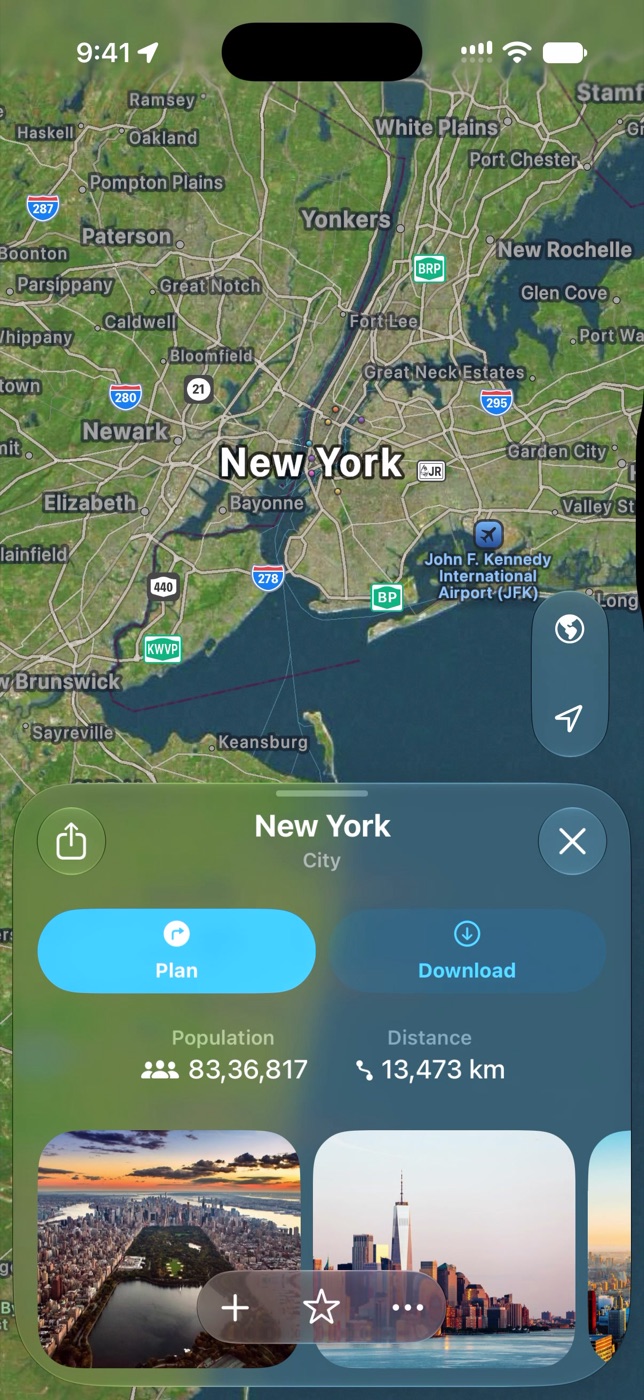 9:41
Ramsey
Stamf
Haskell
Oakland
White Plains
Port Chester
Pompton Plains
287
Yonkers
Paterson
New Rochelle
Boonton
BRP
Parsippany
Great Notch
Glen Cove
Caldwell
Fort Lee
Whippany
Port Wa
Bloomfield
Great Neck Estates
town
280
21
295
Newark
New York
JR
Garden City
mit
Elizabeth
Bayonne
Valley St
lainfield
John F. Kennedy
International
Airport (JFK)
278
440
BP
Long
KWVP
w Brunswick
Sayreville
Keansburg
New York
City
Plan
Download
Population
Distance
83,36,817
13,473 km